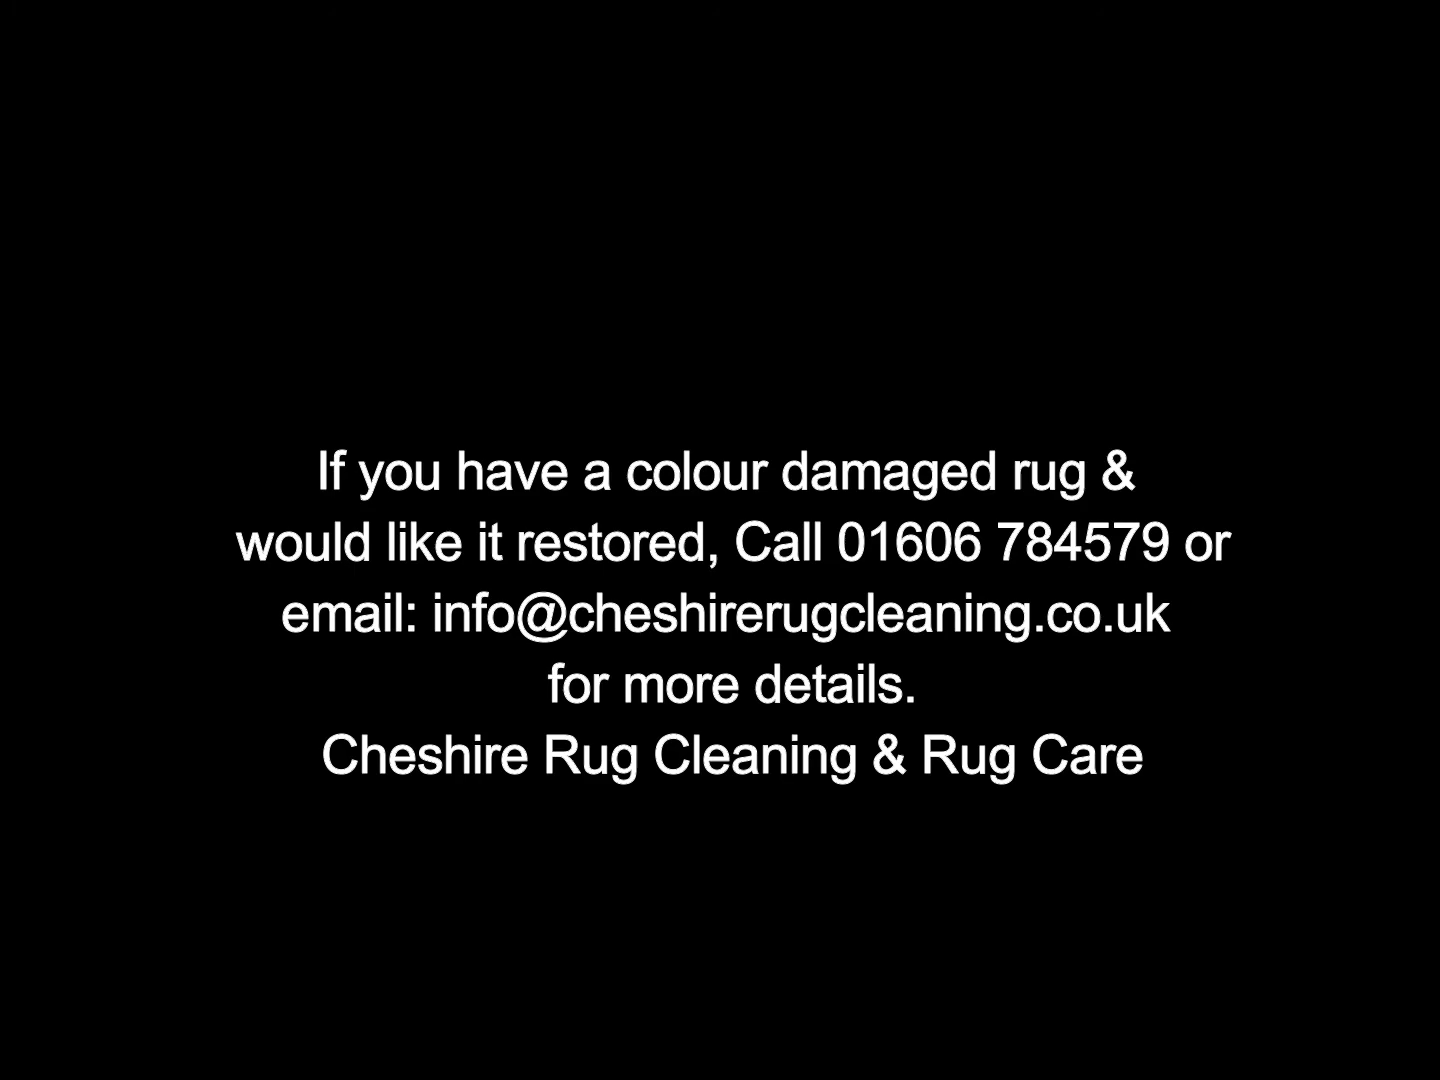 If you have a colour damaged rug &
would like it restored, Call 01606 784579 or
email: info@cheshirerugcleaning.co.uk
for more details.
Cheshire Rug Cleaning & Rug Care